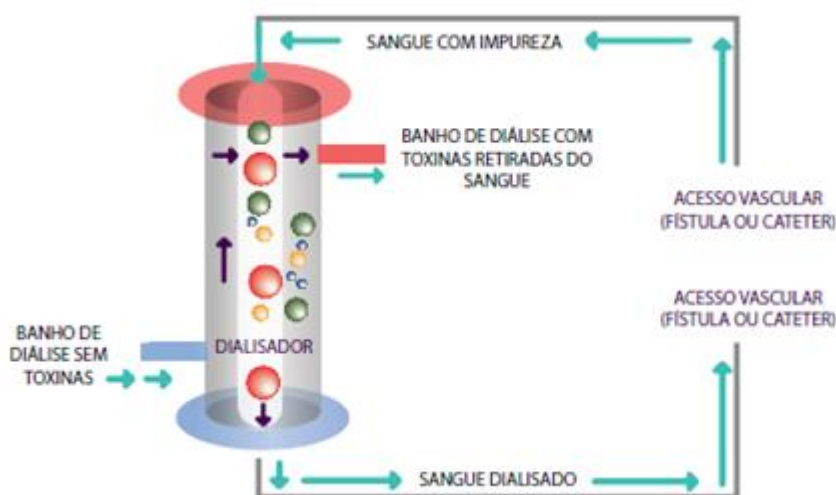 SANGUE COM IMPUREZA
BANHO DE DIÁLISE COM
TOXINAS RETIRADAS DO
SANGUE
ACESSO VASCULAR
(FÍSTULA OU CATETER)
ACESSO VASCULAR
(FÍSTULA OU CATETER)
BANHO DE
DIÁLISE SEM
TOXINAS
DIALISADOR
SANGUE DIALISADO